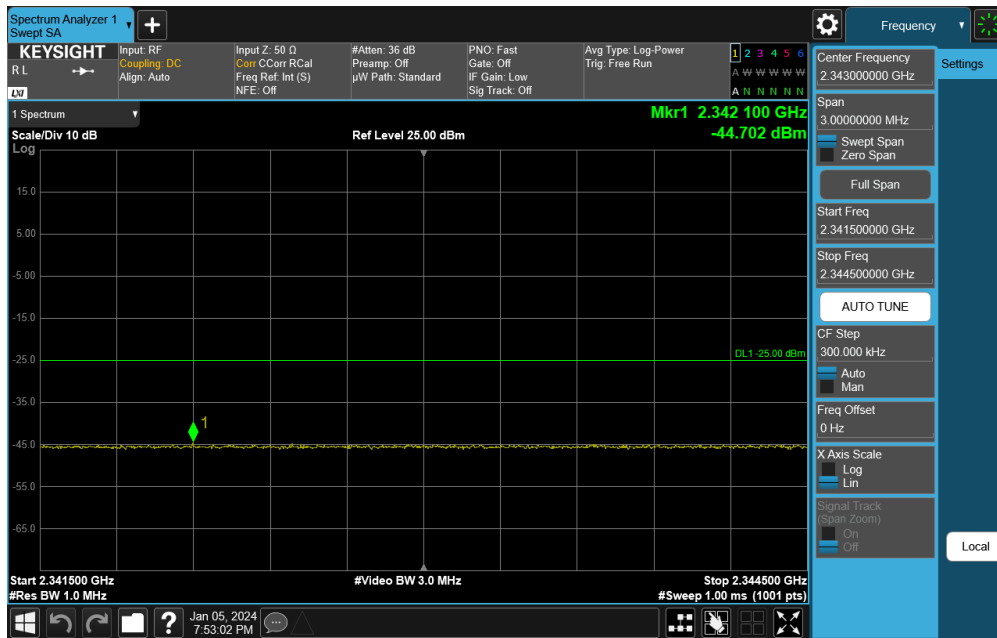 Spectrum Analyzer 1
Swept SA
+
Frequency
KEYSIGHT
R L
LXI
Input: RF
Coupling: DC
Align: Auto
Input Z: 50 Ω
Corr CCorr RCal
Freq Ref: Int (S)
NFE: Off
#Atten: 36 dB
Preamp: Off
µW Path: Standard
PNO: Fast
Gate: Off
IF Gain: Low
Sig Track: Off
Avg Type: Log-Power
Trig: Free Run
1 2 3 4 5 6
A W W W W W
A N N N N N
1 Spectrum
Scale/Div 10 dB
Log
Ref Level 25.00 dBm
Mkr1 2.342 100 GHz
-44.702 dBm
15.0
5.00
-5.00
-15.0
-25.0
DL1 -25.00 dBm
-35.0
1
-45.0
-55.0
-65.0
Start 2.341500 GHz
#Video BW 3.0 MHz
Stop 2.344500 GHz
#Res BW 1.0 MHz
#Sweep 1.00 ms (1001 pts)
?
Jan 05, 2024
7:53:02 PM
Center Frequency
2.343000000 GHz
Settings
Span
3.00000000 MHz
Swept Span
Zero Span
Full Span
Start Freq
2.341500000 GHz
Stop Freq
2.344500000 GHz
AUTO TUNE
CF Step
300.000 kHz
Auto
Man
Freq Offset
0 Hz
X Axis Scale
Log
Lin
Signal Track
(Span Zoom)
On
Off
Local